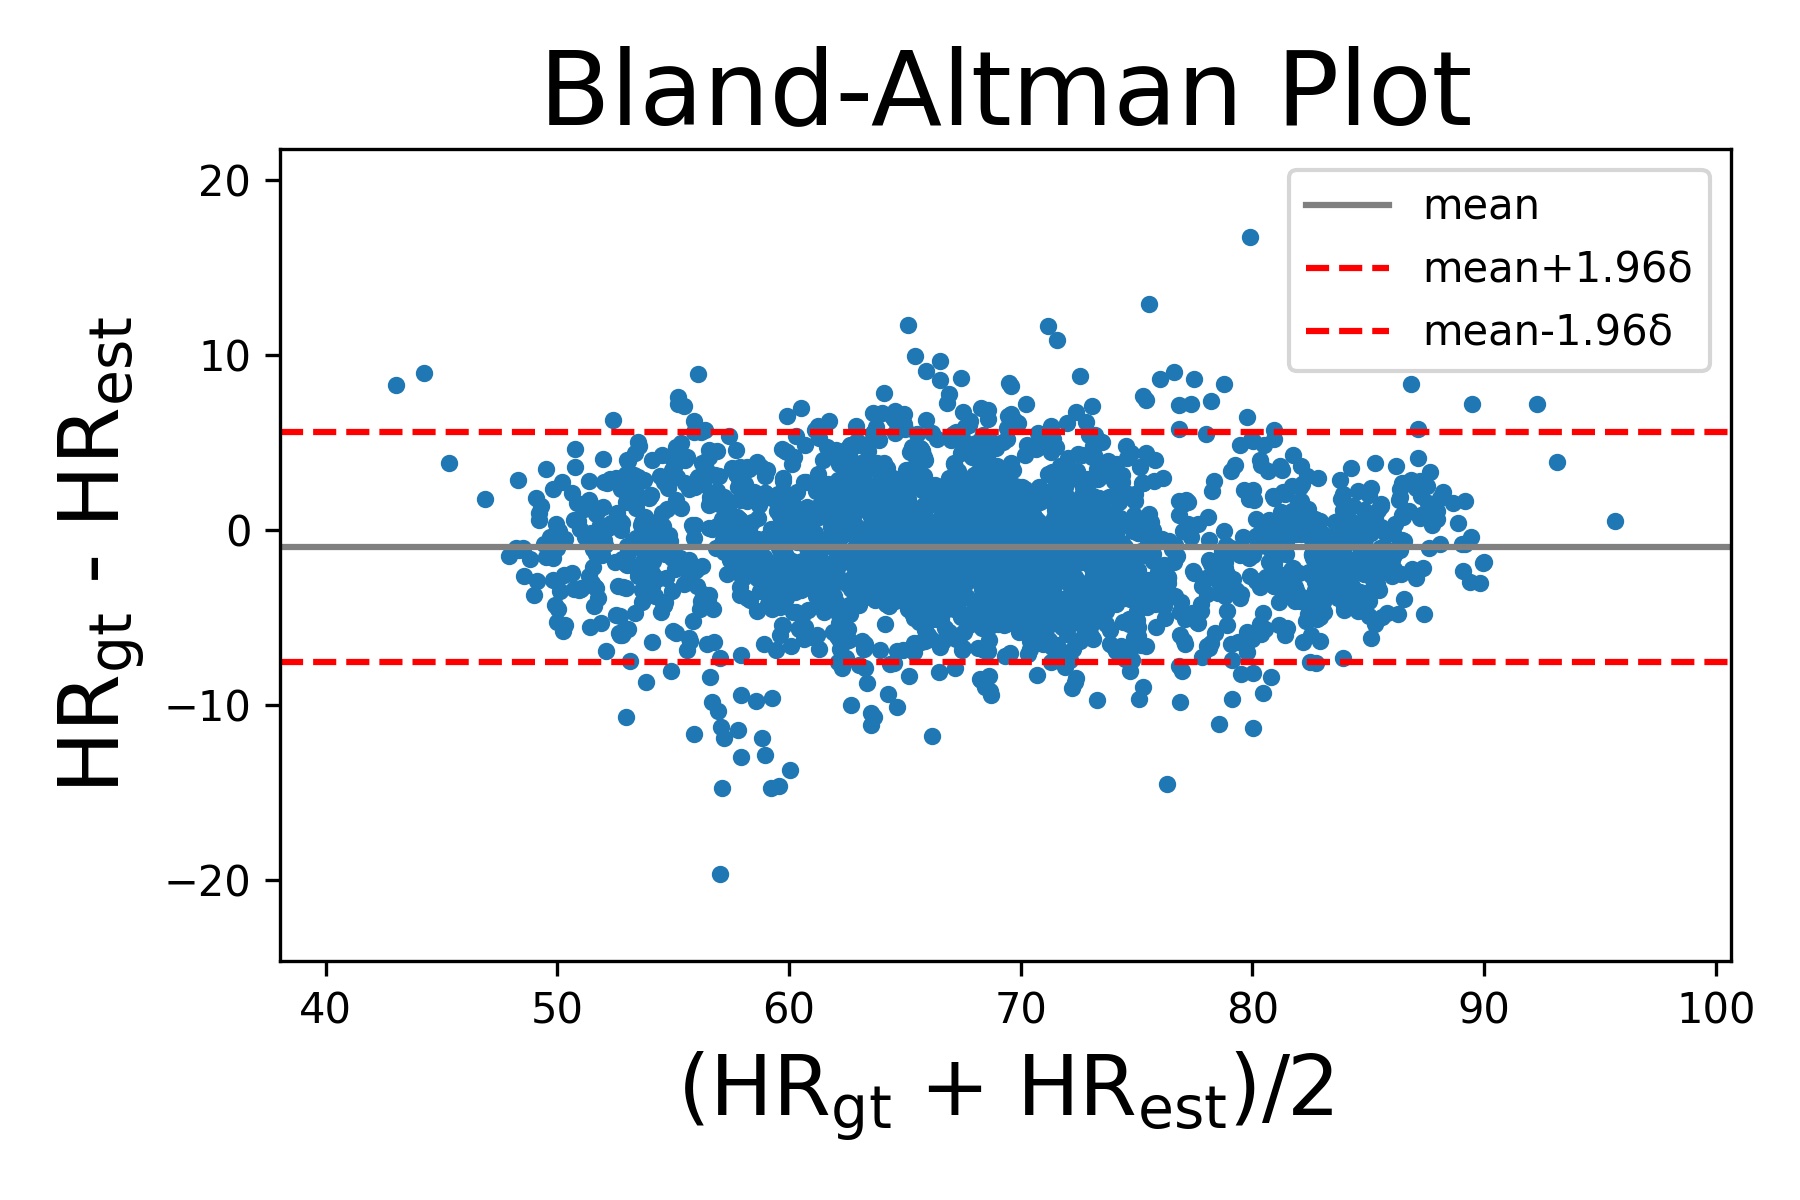 Bland-Altman Plot
mean
mean+1.96δ
mean-1.96δ
HRgt - HRest
20
10
0
−10
−20
40 50 60 70 80 90 100
(HRgt + HRest)/2